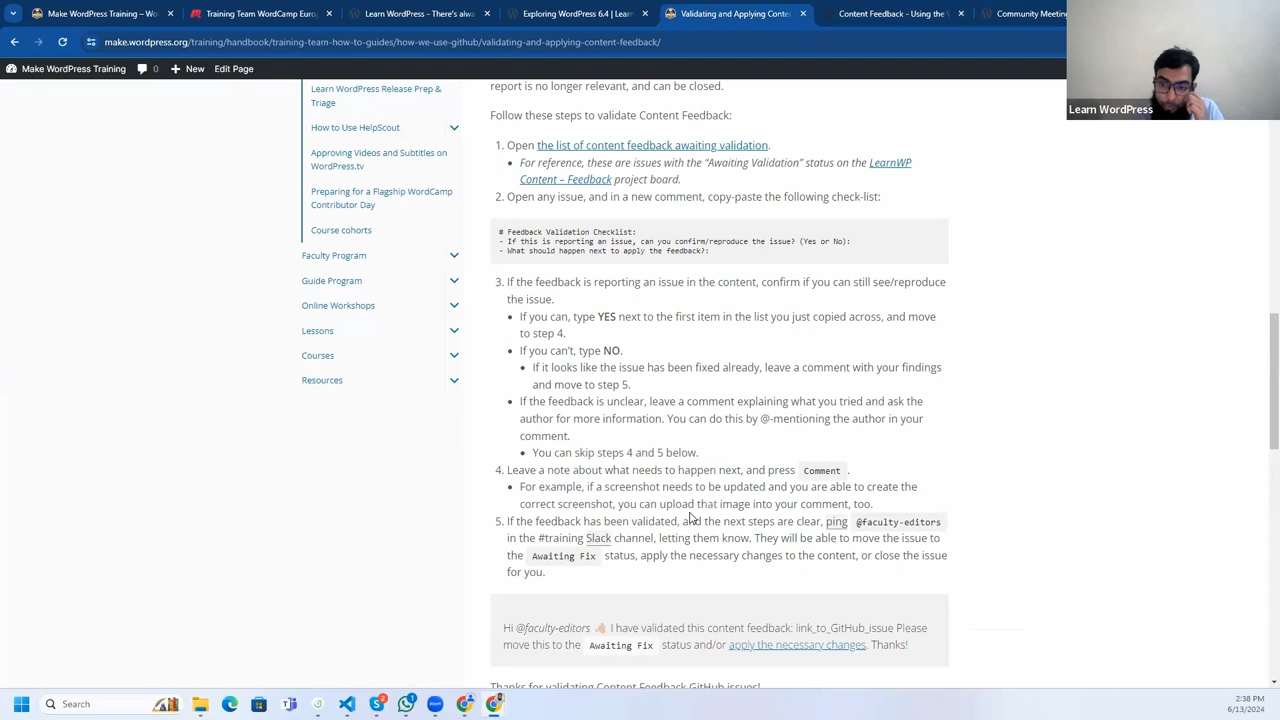 Make WordPress Training – Wo
Training Team WordCamp Europ
Learn WordPress - There's alwa
Exploring WordPress 6.4 | Learn
Validating and Applying Conte
Content Feedback - Using the
Community Meeting
make.wordpress.org/training/handbook/training-team-how-to-guides/how-we-use-github/validating-and-applying-content-feedback/
Make WordPress Training 0 New Edit Page
Learn WordPress
Learn WordPress Release Prep &
Triage
How to Use HelpScout
Approving Videos and Subtitles on
WordPress.tv
Preparing for a Flagship WordCamp
Contributor Day
Course cohorts
Faculty Program
Guide Program
Online Workshops
Lessons
Courses
Resources
report is no longer relevant, and can be closed.
Follow these steps to validate Content Feedback:
1. Open the list of content feedback awaiting validation.
• For reference, these are issues with the “Awaiting Validation” status on the LearnWP
Content – Feedback project board.
2. Open any issue, and in a new comment, copy-paste the following check-list:
# Feedback Validation Checklist:
- If this is reporting an issue, can you confirm/reproduce the issue? (Yes or No):
- What should happen next to apply the feedback?:
3. If the feedback is reporting an issue in the content, confirm if you can still see/reproduce
the issue.
• If you can, type YES next to the first item in the list you just copied across, and move
to step 4.
• If you can’t, type NO.
• If it looks like the issue has been fixed already, leave a comment with your findings
and move to step 5.
• If the feedback is unclear, leave a comment explaining what you tried and ask the
author for more information. You can do this by @-mentioning the author in your
comment.
• You can skip steps 4 and 5 below.
4. Leave a note about what needs to happen next, and press Comment .
• For example, if a screenshot needs to be updated and you are able to create the
correct screenshot, you can upload that image into your comment, too.
5. If the feedback has been validated, and the next steps are clear, ping @faculty-editors
in the #training Slack channel, letting them know. They will be able to move the issue to
the Awaiting Fix status, apply the necessary changes to the content, or close the issue
for you.
Hi @faculty-editors 👋🏼 I have validated this content feedback: link_to_GitHub_issue Please
move this to the Awaiting Fix status and/or apply the necessary changes. Thanks!
Thanks for validating Content Feedback GitHub issues!
Search
2
1
2:38 PM
6/13/2024